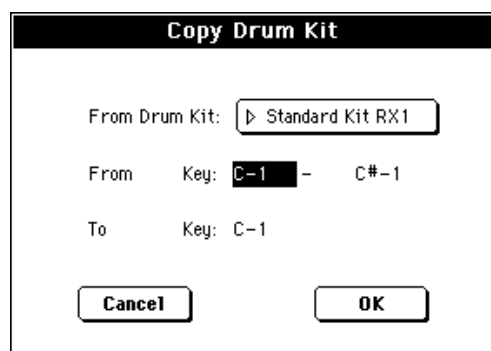 Copy Drum Kit
From Drum Kit: Standard Kit RX1
From Key: C-1 - C#-1
To Key: C-1
Cancel OK